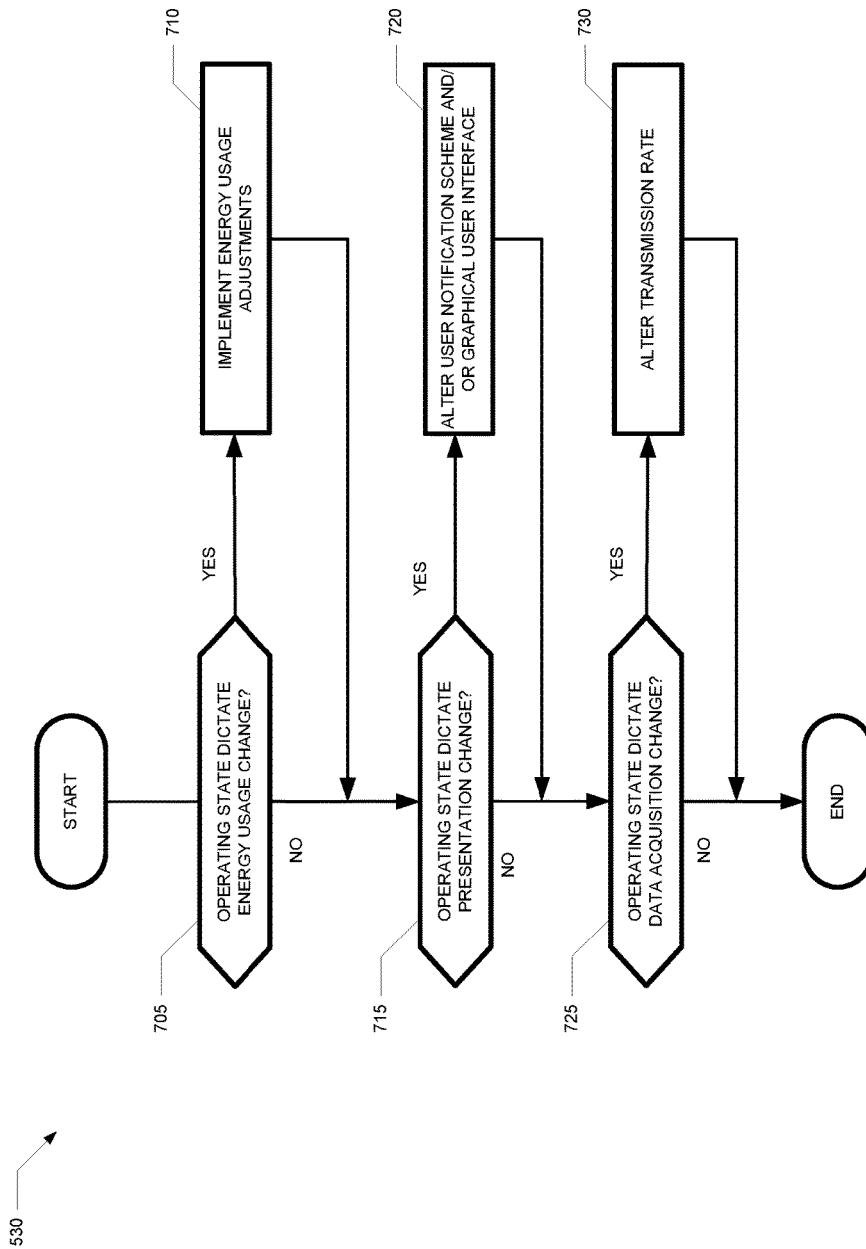 530
START
705
OPERATING STATE DICTATE
ENERGY USAGE CHANGE?
YES
NO
710
IMPLEMENT ENERGY USAGE
ADJUSTMENTS
715
OPERATING STATE DICTATE
PRESENTATION CHANGE?
YES
NO
720
ALTER USER NOTIFICATION SCHEME AND/
OR GRAPHICAL USER INTERFACE
725
OPERATING STATE DICTATE
DATA ACQUISITION CHANGE?
YES
NO
730
ALTER TRANSMISSION RATE
END